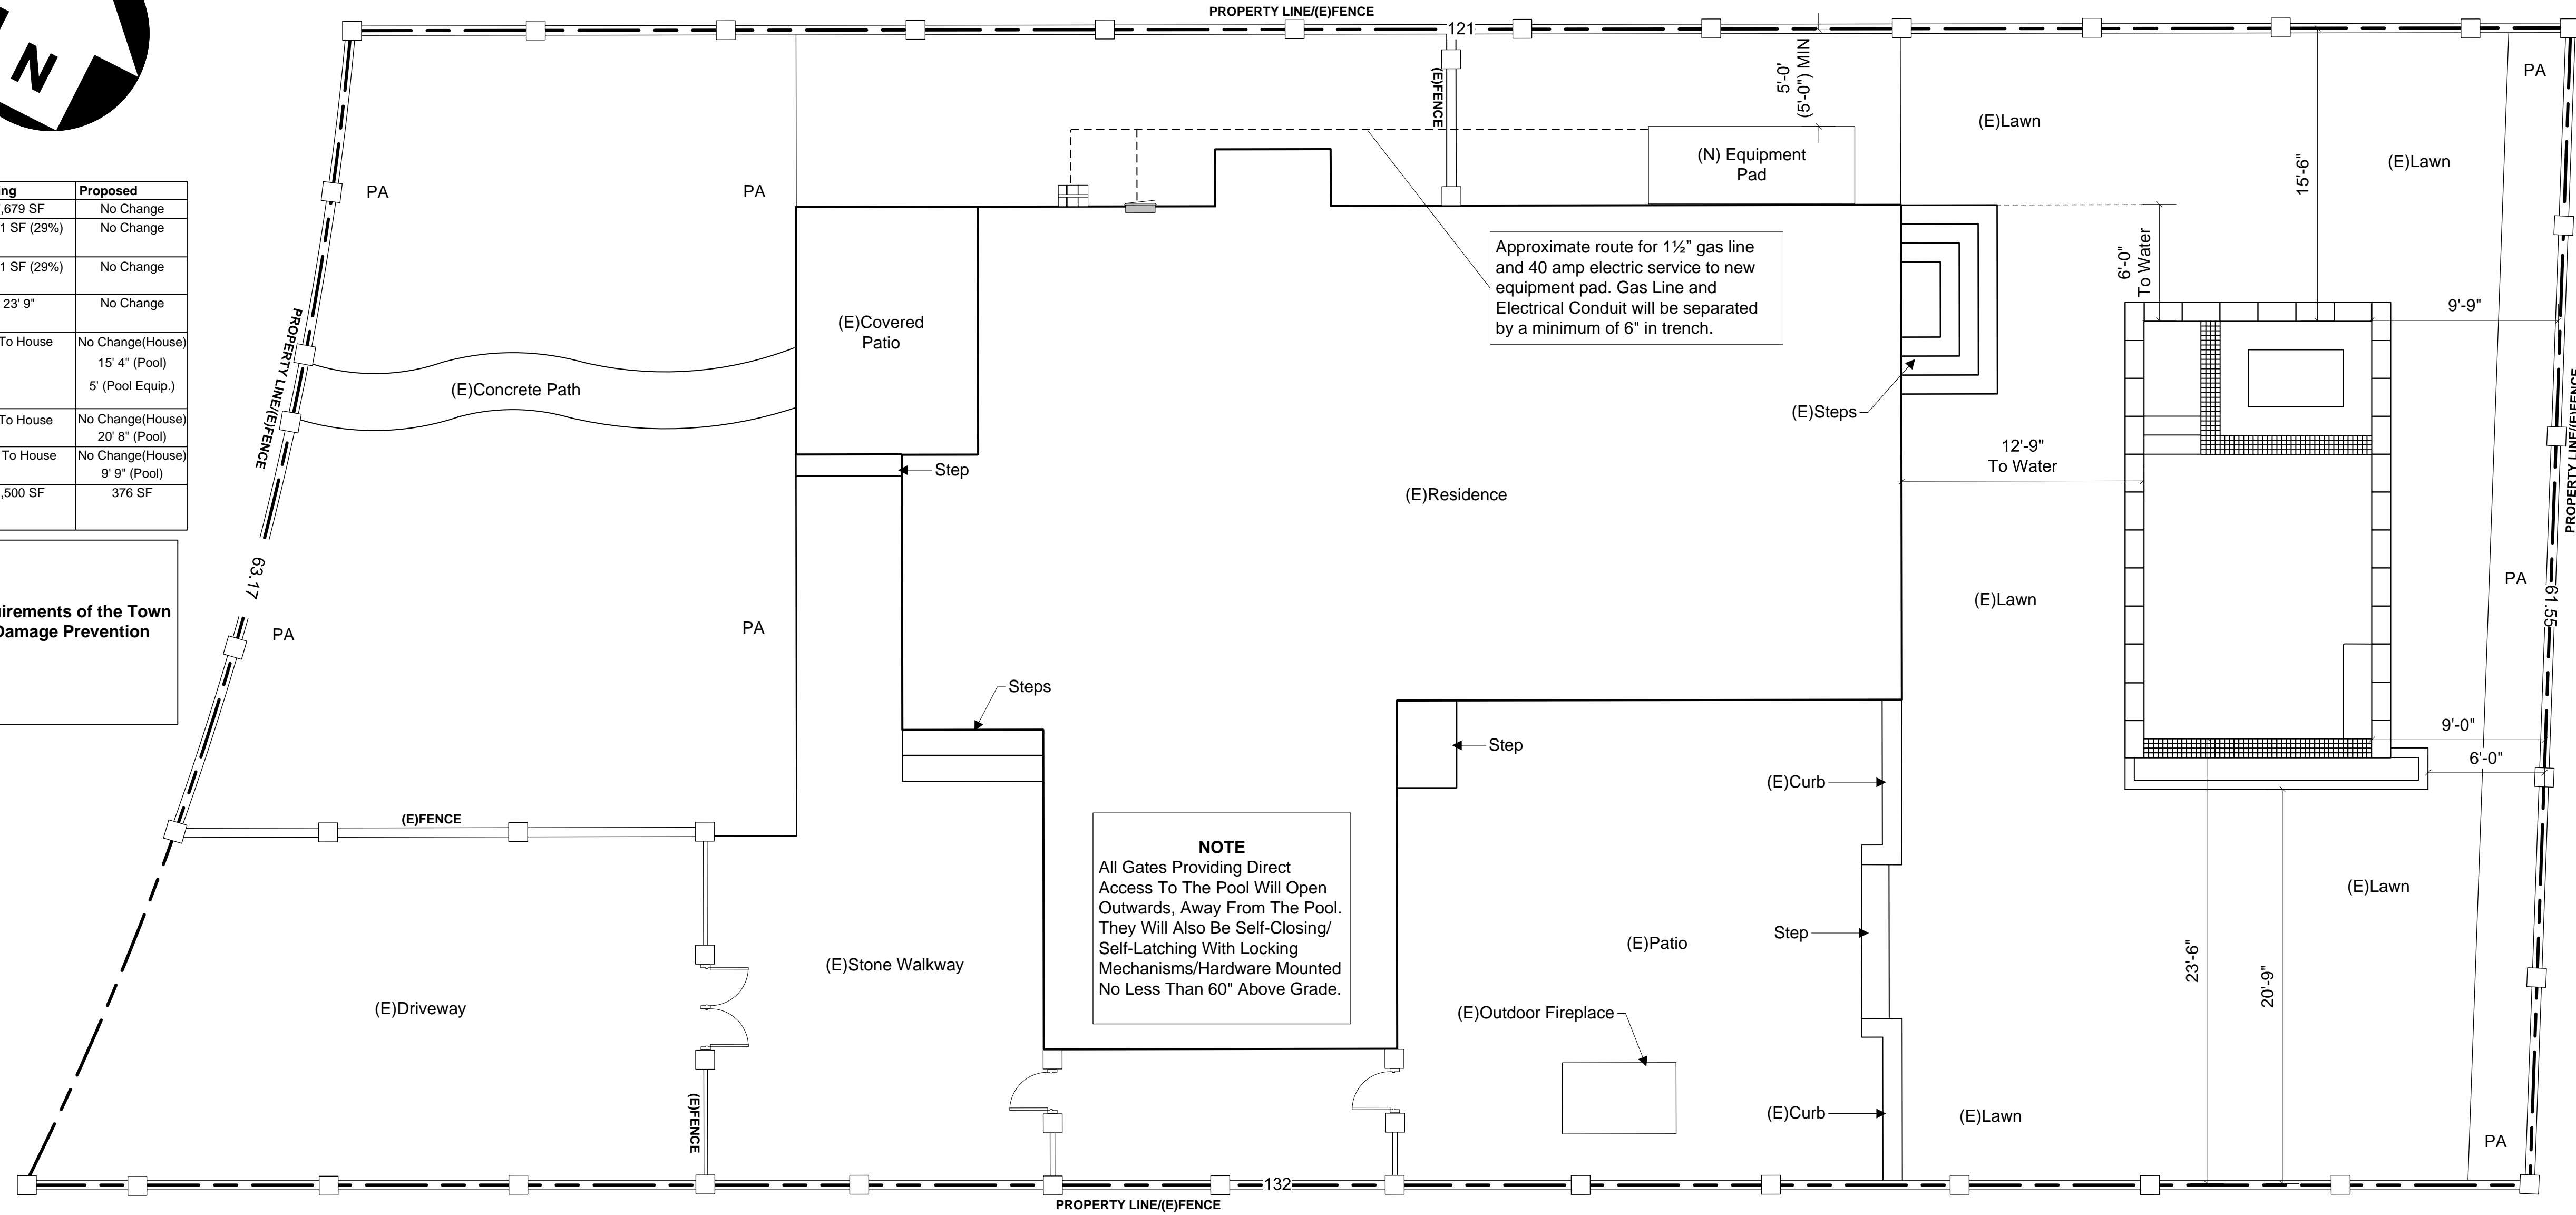 PROPERTY LINE/(E)FENCE
121
N
(E)FENCE
5'-0'
(5'-0") MIN
(E)Lawn
PA
15'-6"
(E)Lawn
(N) Equipment
Pad
PA
PA
ng Proposed
,679 SF No Change
1 SF (29%) No Change
1 SF (29%) No Change
23' 9" No Change
To House No Change(House)
15' 4" (Pool)
5' (Pool Equip.)
To House No Change(House)
20' 8" (Pool)
To House No Change(House)
9' 9" (Pool)
,500 SF 376 SF
Approximate route for 1½” gas line
and 40 amp electric service to new
equipment pad. Gas Line and
Electrical Conduit will be separated
by a minimum of 6" in trench.
6'-0"
To Water
9'-9"
(E)Covered
Patio
PROPERTY LINE/(E)FENCE
(E)Concrete Path
(E)Steps
PROPERTY LINE/(E)FENCE
12'-9"
To Water
Step
(E)Residence
63.17
uirements of the Town
Damage Prevention
PA
PA
(E)Lawn
PA
61.55
Steps
Step
9'-0"
6'-0"
(E)Curb
(E)FENCE
NOTE
All Gates Providing Direct
Access To The Pool Will Open
Outwards, Away From The Pool.
They Will Also Be Self-Closing/
Self-Latching With Locking
Mechanisms/Hardware Mounted
No Less Than 60" Above Grade.
(E)Lawn
Step
(E)Patio
23'-6"
20'-9"
(E)Stone Walkway
(E)Driveway
(E)Outdoor Fireplace
(E)FENCE
(E)Curb
(E)Lawn
PA
132
PROPERTY LINE/(E)FENCE